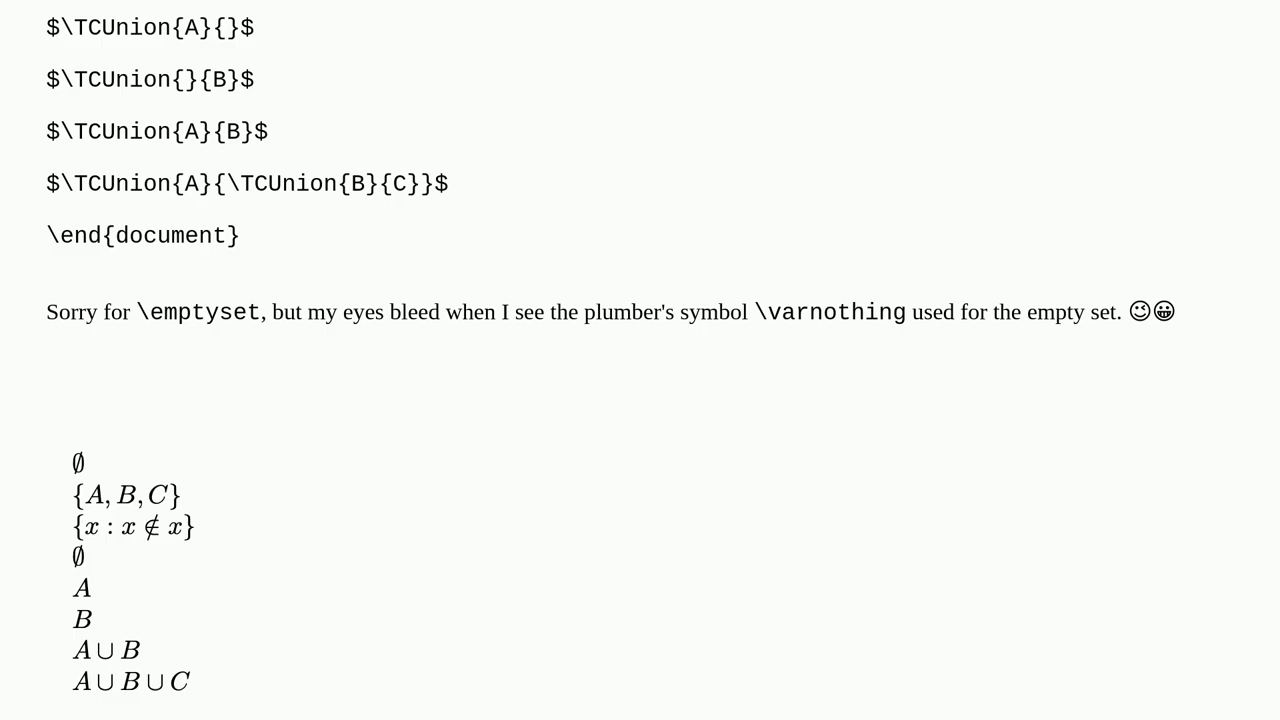 $\TCUnion{A}{}$
$\TCUnion{}{B}$
$\TCUnion{A}{B}$
$\TCUnion{A}{\TCUnion{B}{C}}$
\end{document}
Sorry for \emptyset, but my eyes bleed when I see the plumber's symbol \varnothing used for the empty set. 😉😀
∅
{A, B, C}
{x : x ∉ x}
∅
A
B
A ∪ B
A ∪ B ∪ C